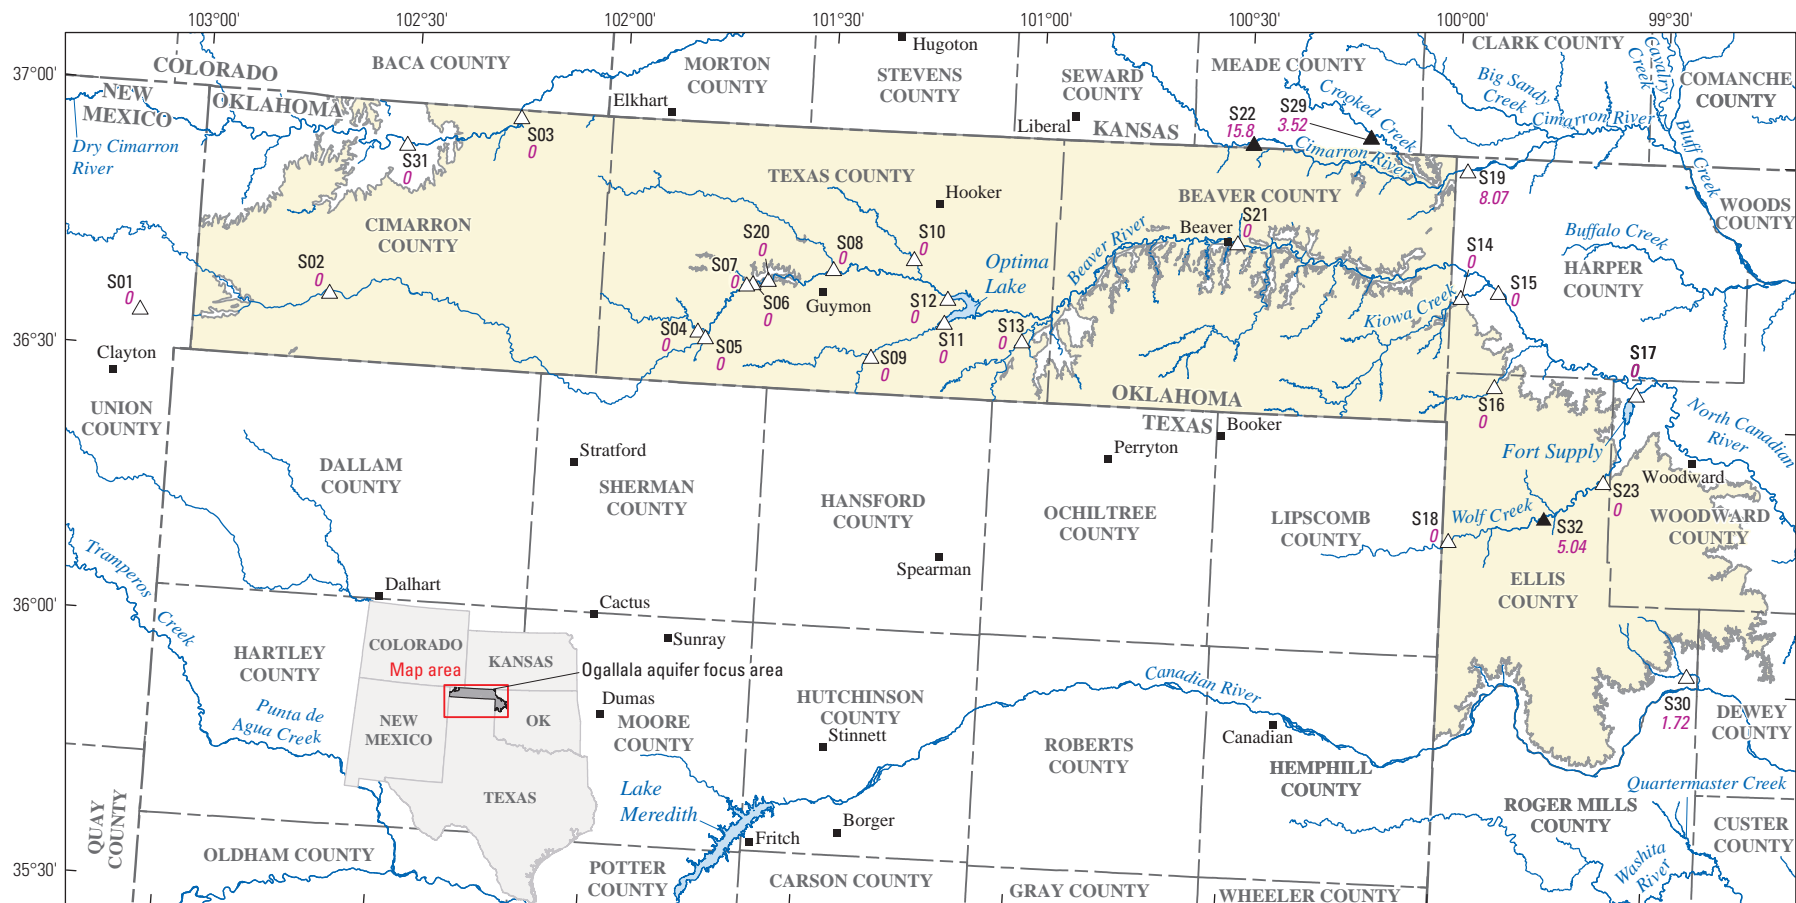 103°00'
102°30'
102°00'
101°30'
101°00'
100°30'
100°00'
99°30'
37°00'
36°30'
36°00'
35°30'
COLORADO
NEW
MEXICO
OKLAHOMA
BACA COUNTY
MORTON
COUNTY
Elkhart
STEVENS
COUNTY
Hugoton
SEWARD
COUNTY
Liberal
KANSAS
MEADE COUNTY
CLARK COUNTY
COMANCHE
COUNTY
Cavalry
Creek
Big Sandy
Creek
Crooked Creek
Cimarron River
Cimarron River
Bluff Creek
Dry Cimarron
River
S31
0
S03
0
S22
15.8
S29
3.52
S19
8.07
TEXAS COUNTY
Hooker
BEAVER COUNTY
WOODS
COUNTY
CIMARRON
COUNTY
S01
0
S02
0
S20
0
S07
0
S06
0
S08
0
S10
0
Guymon
S12
0
S04
0
S05
0
S09
0
S11
0
S13
0
Optima
Lake
Beaver River
Beaver
S21
0
S14
0
S15
0
Kiowa Creek
Buffalo Creek
HARPER
COUNTY
S17
0
S16
0
Clayton
UNION
COUNTY
OKLAHOMA
TEXAS
Booker
Perryton
Stratford
DALLAM
COUNTY
SHERMAN
COUNTY
HANSFORD
COUNTY
OCHILTREE
COUNTY
LIPSCOMB
COUNTY
Spearman
S18
0
Wolf Creek
Fort Supply
S23
0
S32
5.04
North Canadian
River
Woodward
WOODWARD
COUNTY
ELLIS
COUNTY
Tramperos
Creek
Dalhart
Cactus
Sunray
HARTLEY
COUNTY
Punta de
Agua Creek
COLORADO
KANSAS
Map area
Ogallala aquifer focus area
NEW
MEXICO
OK
TEXAS
Dumas
MOORE
COUNTY
HUTCHINSON
COUNTY
Stinnett
Canadian River
Canadian
ROBERTS
COUNTY
HEMPHILL
COUNTY
S30
1.72
DEWEY
COUNTY
Quartermaster Creek
ROGER MILLS
COUNTY
CUSTER
COUNTY
Washita
River
Lake
Meredith
Fritch
Borger
QUAY
COUNTY
OLDHAM COUNTY
POTTER
COUNTY
CARSON COUNTY
GRAY COUNTY
WHEELER COUNTY